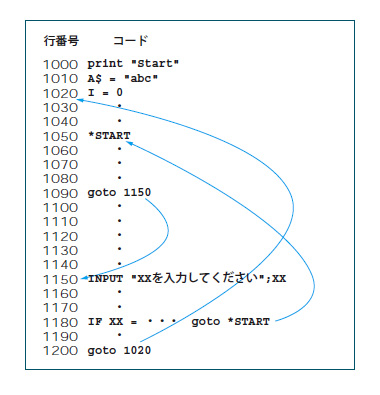 行番号 コード
1000 print "Start"
1010 A$ = "abc"
1020 I = 0
1030 ・
1040 ・
1050 *START
1060 ・
1070 ・
1080 ・
1090 goto 1150
1100 ・
1110 ・
1120 ・
1130 ・
1140 ・
1150 INPUT "XXを入力してください";XX
1160 ・
1170 ・
1180 IF XX = ・・・ goto *START
1190 ・
1200 goto 1020